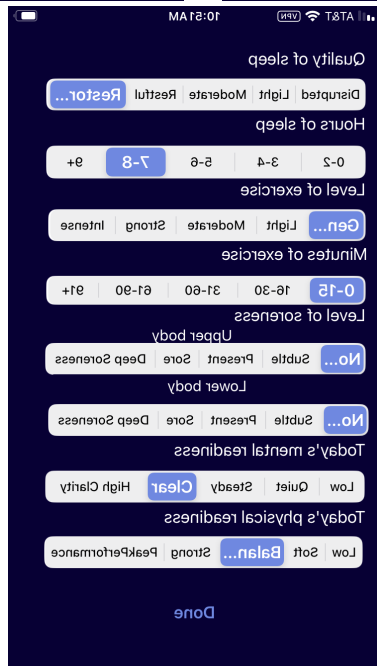 AT&T VPN 10:51AM
Quality of sleep
Disrupted Light Moderate Restful Restor...
Hours of sleep
0-2 3-4 5-6 7-8 9+
Level of exercise
Gen... Light Moderate Strong Intense
Minutes of exercise
0-15 16-30 31-60 61-90 91+
Level of soreness
Upper body
No... Subtle Present Sore Deep Soreness
Lower body
No... Subtle Present Sore Deep Soreness
Today's mental readiness
Low Quiet Steady Clear High Clarity
Today's physical readiness
Low Soft Balan... Strong PeakPerformance
Done